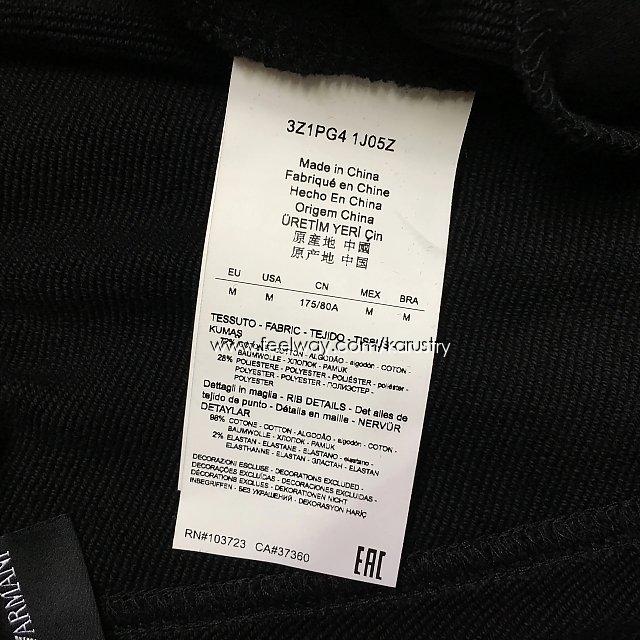 3Z1PG4 1J05Z
Made in China
Fabriqué en Chine
Hecho En China
Origem China
ÜRETİM YERİ Çin
原產地 中國
原产地 中国
EU USA CN MEX BRA
M M 175/80A M M
TESSUTO - FABRIC - TEJIDO - TISSU
KUMAŞ
www.feelway.com/karustry
COTTON - ALGODÃO - algodón - COTON -
BAUMWOLLE - ХЛОПОК - PAMUK
28% POLIESTERE - POLYESTER - POLIÉSTER - poliéster -
POLYESTER - POLYESTER - ПОЛИЭСТЕР -
POLYESTER
Dettagli in maglia - RIB DETAILS - Det alles de
tejido de punto - Détails en maille - NERVÜR
DETAYLAR
98% COTONE - COTTON - ALGODÃO - algodón - COTON -
BAUMWOLLE - ХЛОПОК - PAMUK
2% ELASTAN - ELASTANE - ELASTANO - elastano -
ELASTHANNE - ELASTAN - ЭЛАСТАН - ELASTAN
DECORAZIONI ESCLUSE - DECORATIONS EXCLUDED -
DECORAÇÕES EXCLUÍDAS - DECORACIONES EXCLUIDAS -
DECORATIONS EXCLUES - DEKORATIONEN NICHT
INBEGRIFFEN - БЕЗ УКРАШЕНИЙ - DEKORASYON HARİÇ
RN#103723 CA#37360 EAC
ARMANI